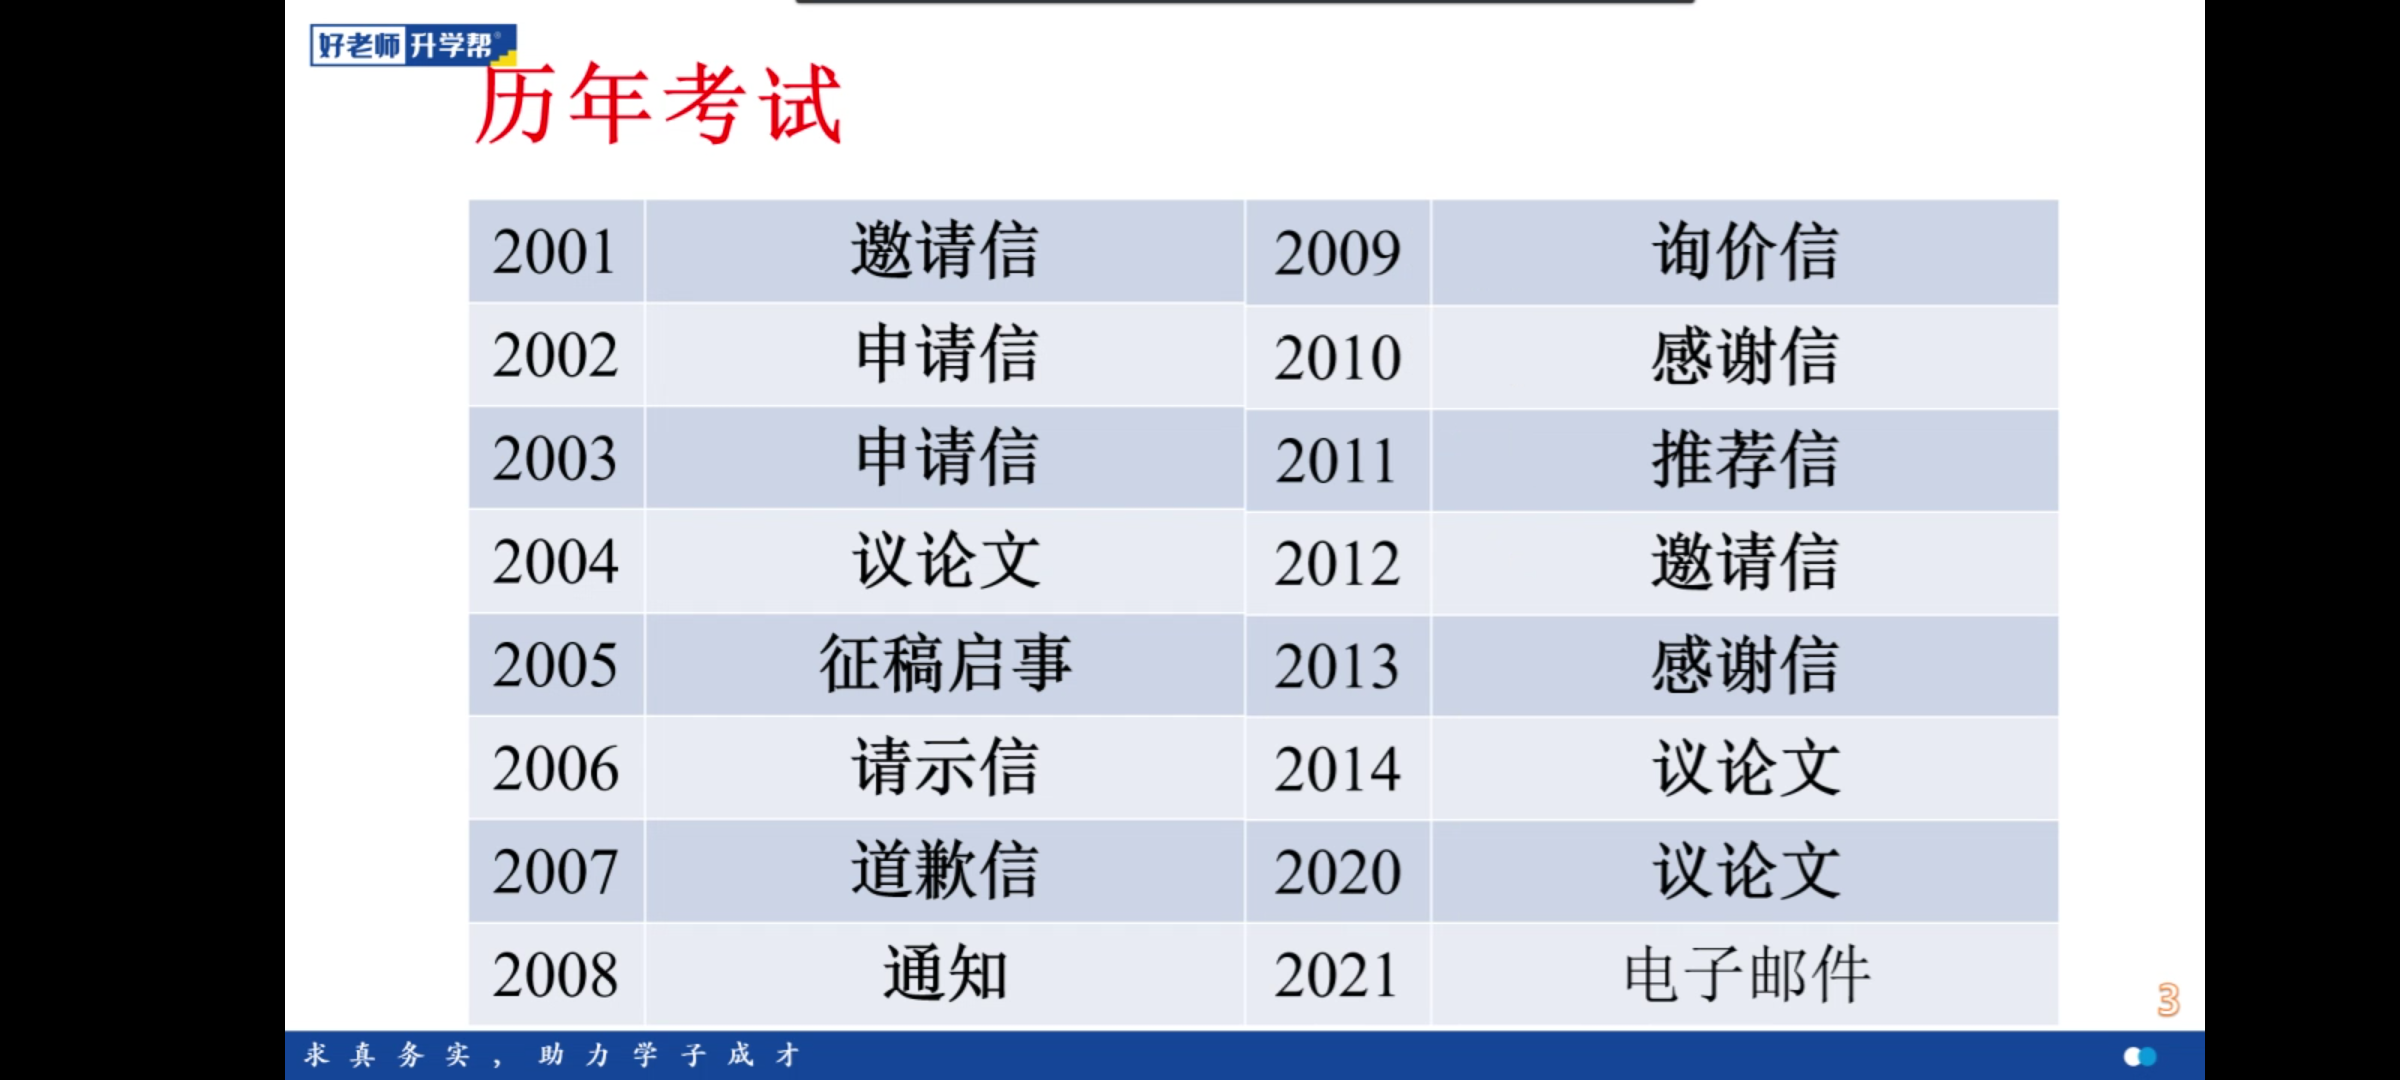 好老师升学帮
历年考试
2001 邀请信 2009 询价信
2002 申请信 2010 感谢信
2003 申请信 2011 推荐信
2004 议论文 2012 邀请信
2005 征稿启事 2013 感谢信
2006 请示信 2014 议论文
2007 道歉信 2020 议论文
2008 通知 2021 电子邮件
3
求真务实，助力学子成才